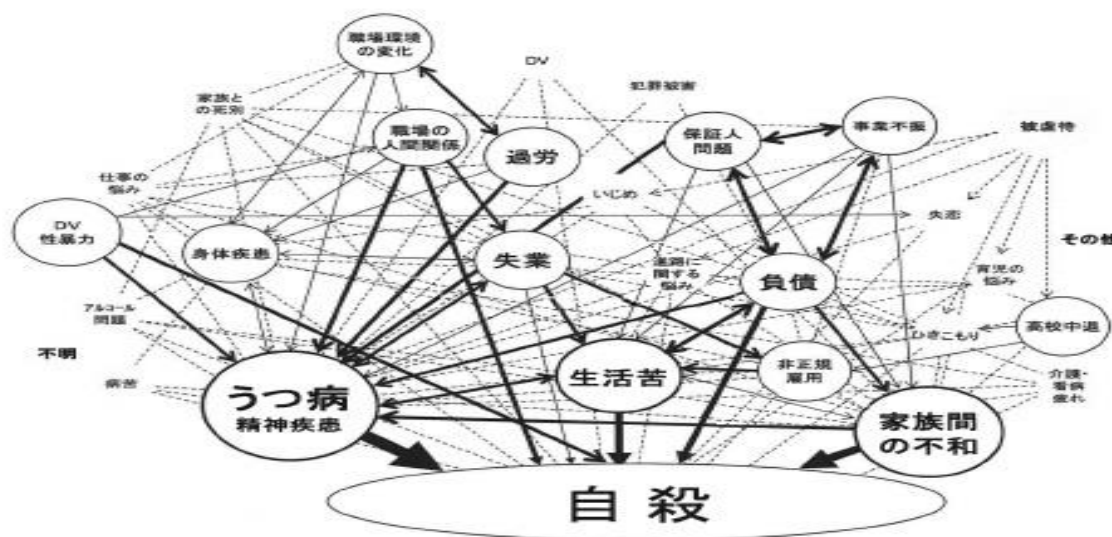 職場環境
の変化
DV
犯罪被害
家族と
の死別
職場の
人間関係
過労
保証人
問題
事業不振
被虐待
仕事の
悩み
いじめ
DV
性暴力
失恋
その他
身体疾患
失業
進路に
関する
悩み
負債
育児の
悩み
アルコール
問題
ひきこもり
高校中退
不明
病苦
うつ病
精神疾患
生活苦
非正規
雇用
介護・
看病
疲れ
家族間
の不和
自殺